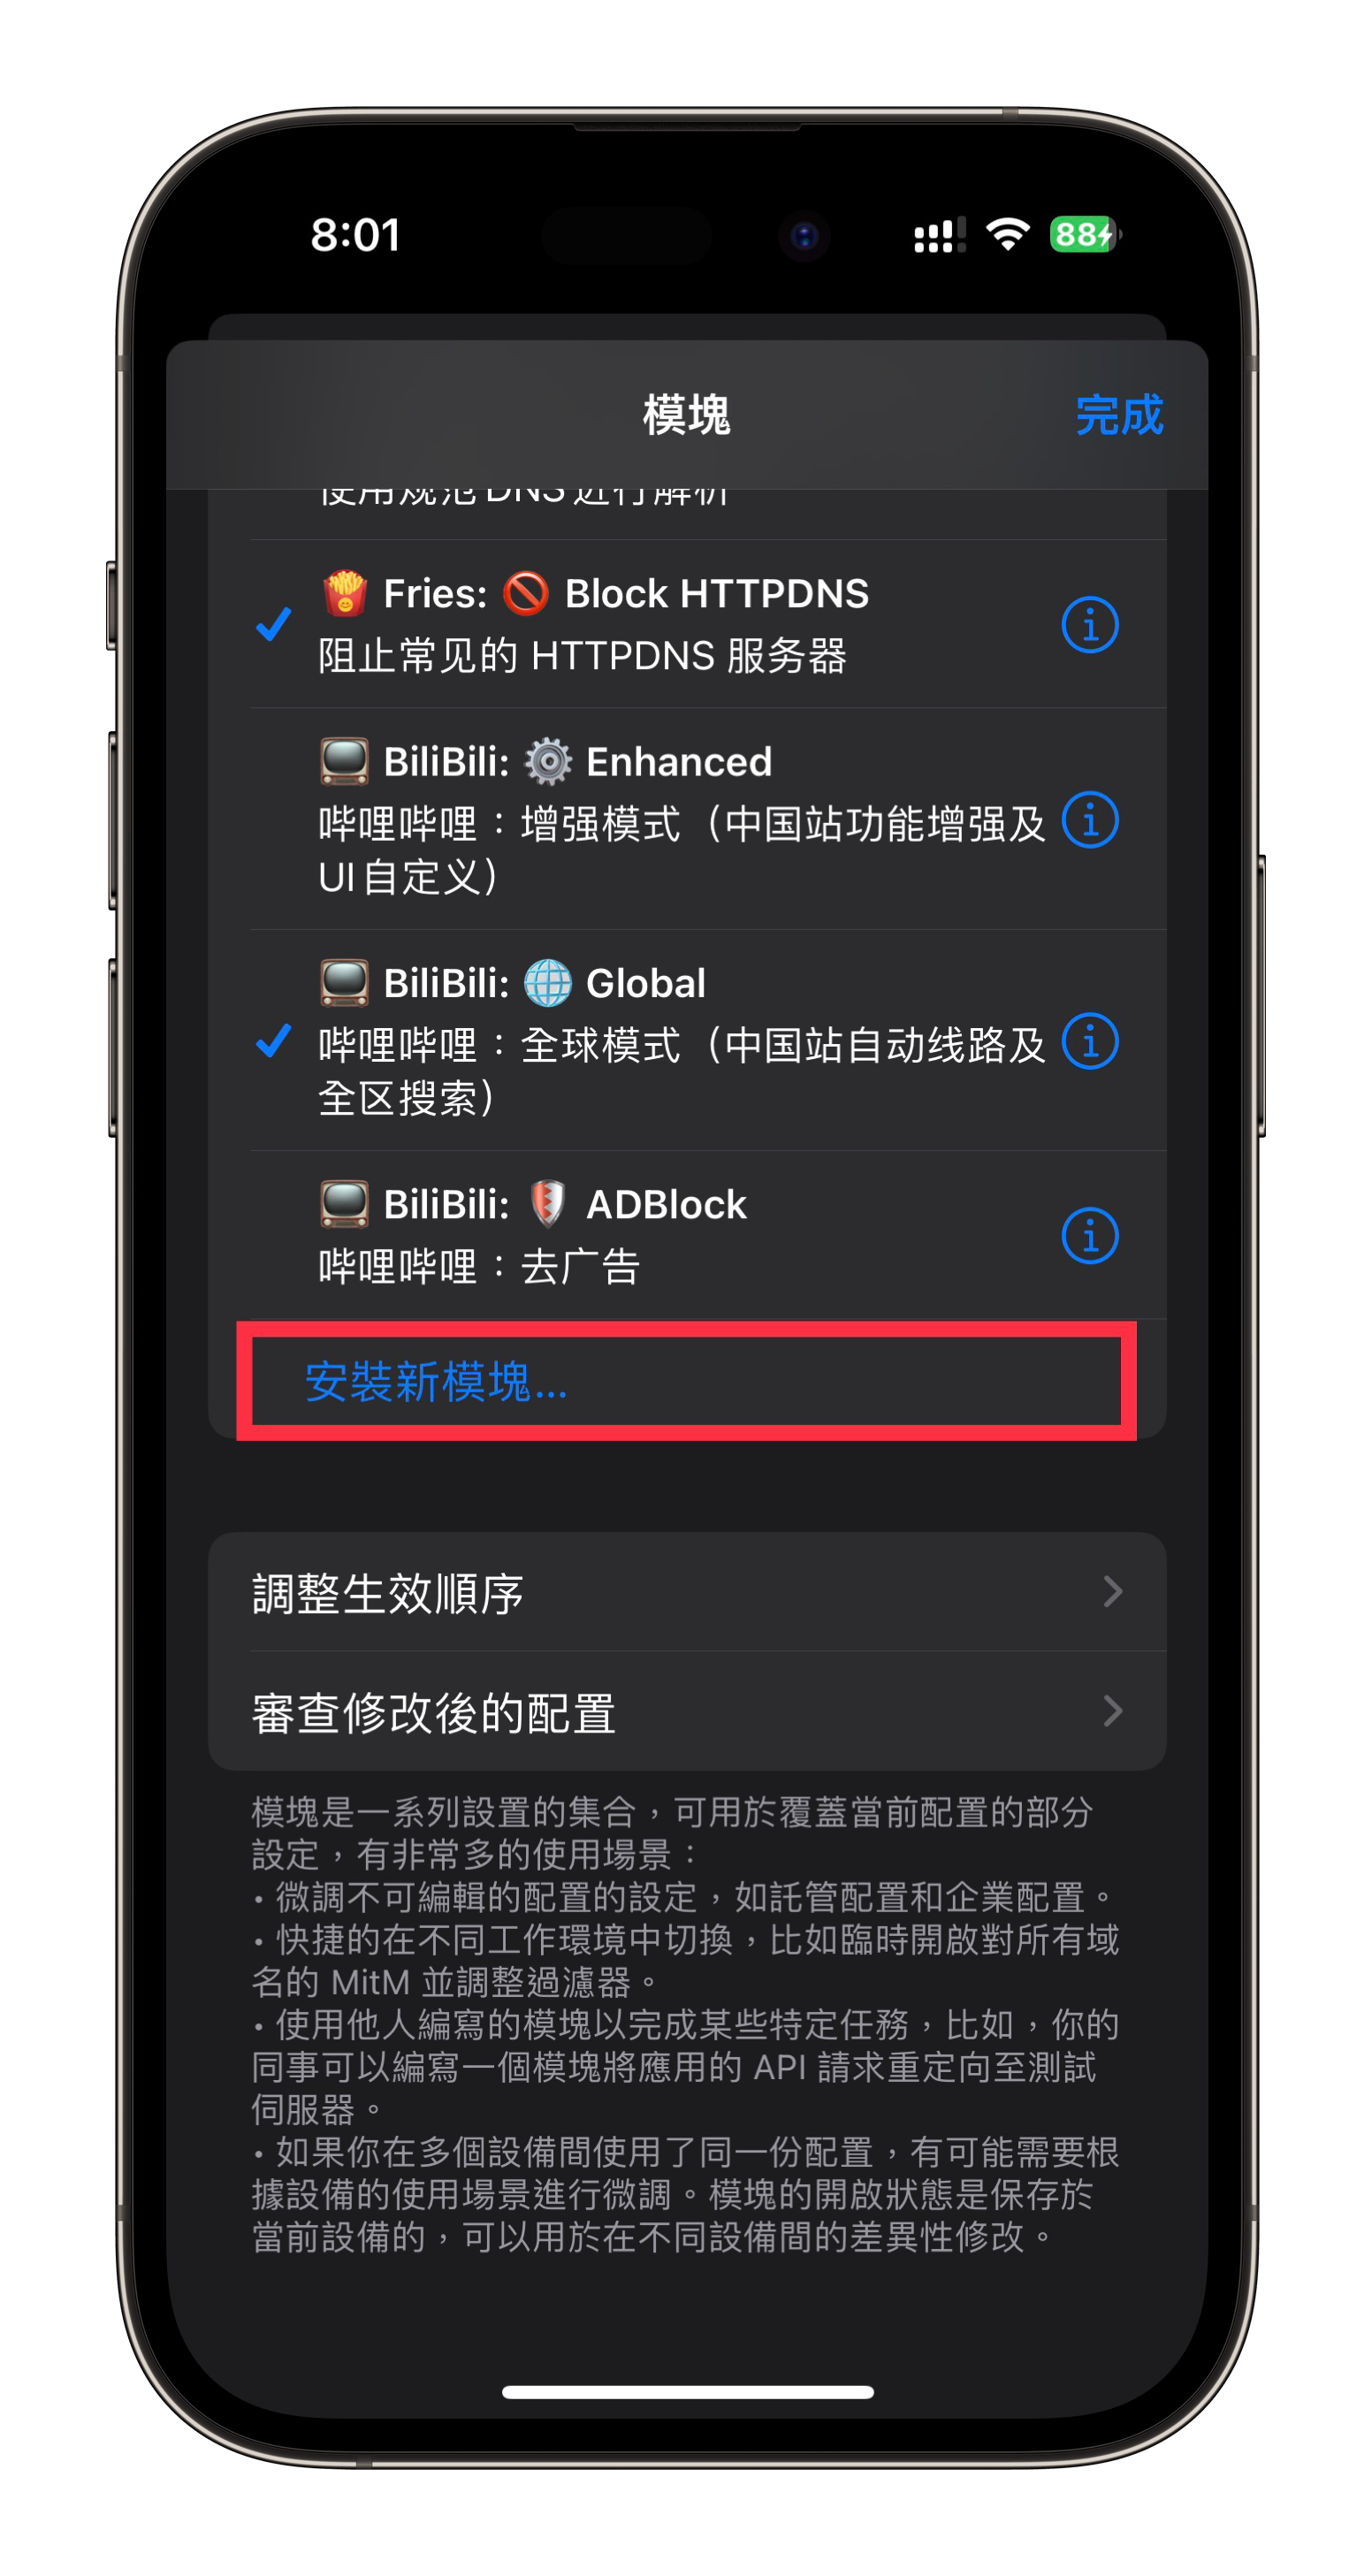 8:01
88
模塊
完成
使用规范 DNS 进行解析
Fries: Block HTTPDNS
阻止常见的 HTTPDNS 服务器
BiliBili: Enhanced
哔哩哔哩：增强模式（中国站功能增强及
UI自定义）
BiliBili: Global
哔哩哔哩：全球模式（中国站自动线路及
全区搜索）
BiliBili: ADBlock
哔哩哔哩：去广告
安裝新模塊...
調整生效順序
審查修改後的配置
模塊是一系列設置的集合，可用於覆蓋當前配置的部分
設定，有非常多的使用場景：
• 微調不可編輯的配置的設定，如託管配置和企業配置。
• 快捷的在不同工作環境中切換，比如臨時開啟對所有域
名的 MitM 並調整過濾器。
• 使用他人編寫的模塊以完成某些特定任務，比如，你的
同事可以編寫一個模塊將應用的 API 請求重定向至測試
伺服器。
• 如果你在多個設備間使用了同一份配置，有可能需要根
據設備的使用場景進行微調。模塊的開啟狀態是保存於
當前設備的，可以用於在不同設備間的差異性修改。